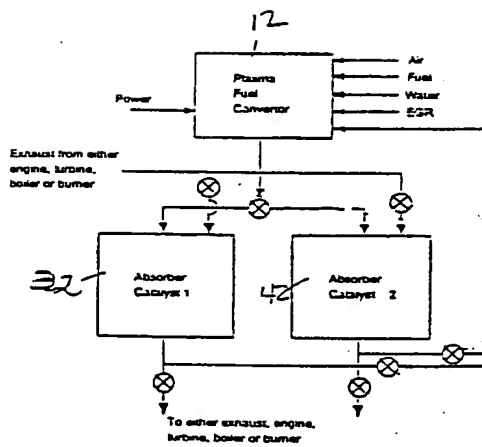 12
Plasma
Fuel
Convertor
Air
Fuel
Water
EGR
Power
Exhaust from either
engine, turbine,
boiler or burner
32
Absorber
Catalyst 1
42
Absorber
Catalyst 2
To either exhaust, engine,
turbine, boiler or burner